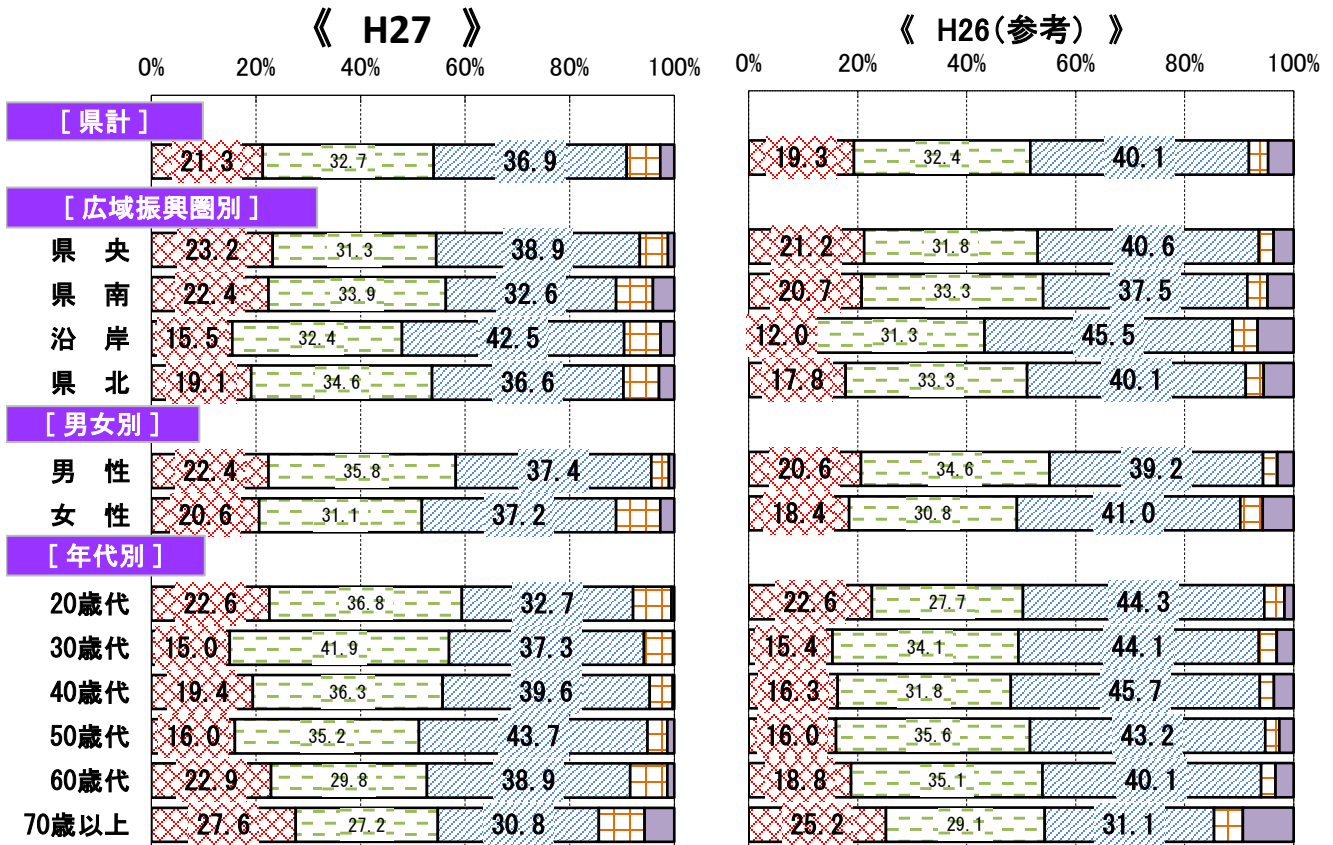 《 H27 》 《 H26(参考) 》
0% 20% 40% 60% 80% 100% 0% 20% 40% 60% 80% 100%
[ 県計 ]
21.3 32.7 36.9 19.3 32.4 40.1
[ 広域振興圏別 ]
県 央 23.2 31.3 38.9 21.2 31.8 40.6
県 南 22.4 33.9 32.6 20.7 33.3 37.5
沿 岸 15.5 32.4 42.5 12.0 31.3 45.5
県 北 19.1 34.6 36.6 17.8 33.3 40.1
[ 男女別 ]
男 性 22.4 35.8 37.4 20.6 34.6 39.2
女 性 20.6 31.1 37.2 18.4 30.8 41.0
[ 年代別 ]
20歳代 22.6 36.8 32.7 22.6 27.7 44.3
30歳代 15.0 41.9 37.3 15.4 34.1 44.1
40歳代 19.4 36.3 39.6 16.3 31.8 45.7
50歳代 16.0 35.2 43.7 16.0 35.6 43.2
60歳代 22.9 29.8 38.9 18.8 35.1 40.1
70歳以上 27.6 27.2 30.8 25.2 29.1 31.1